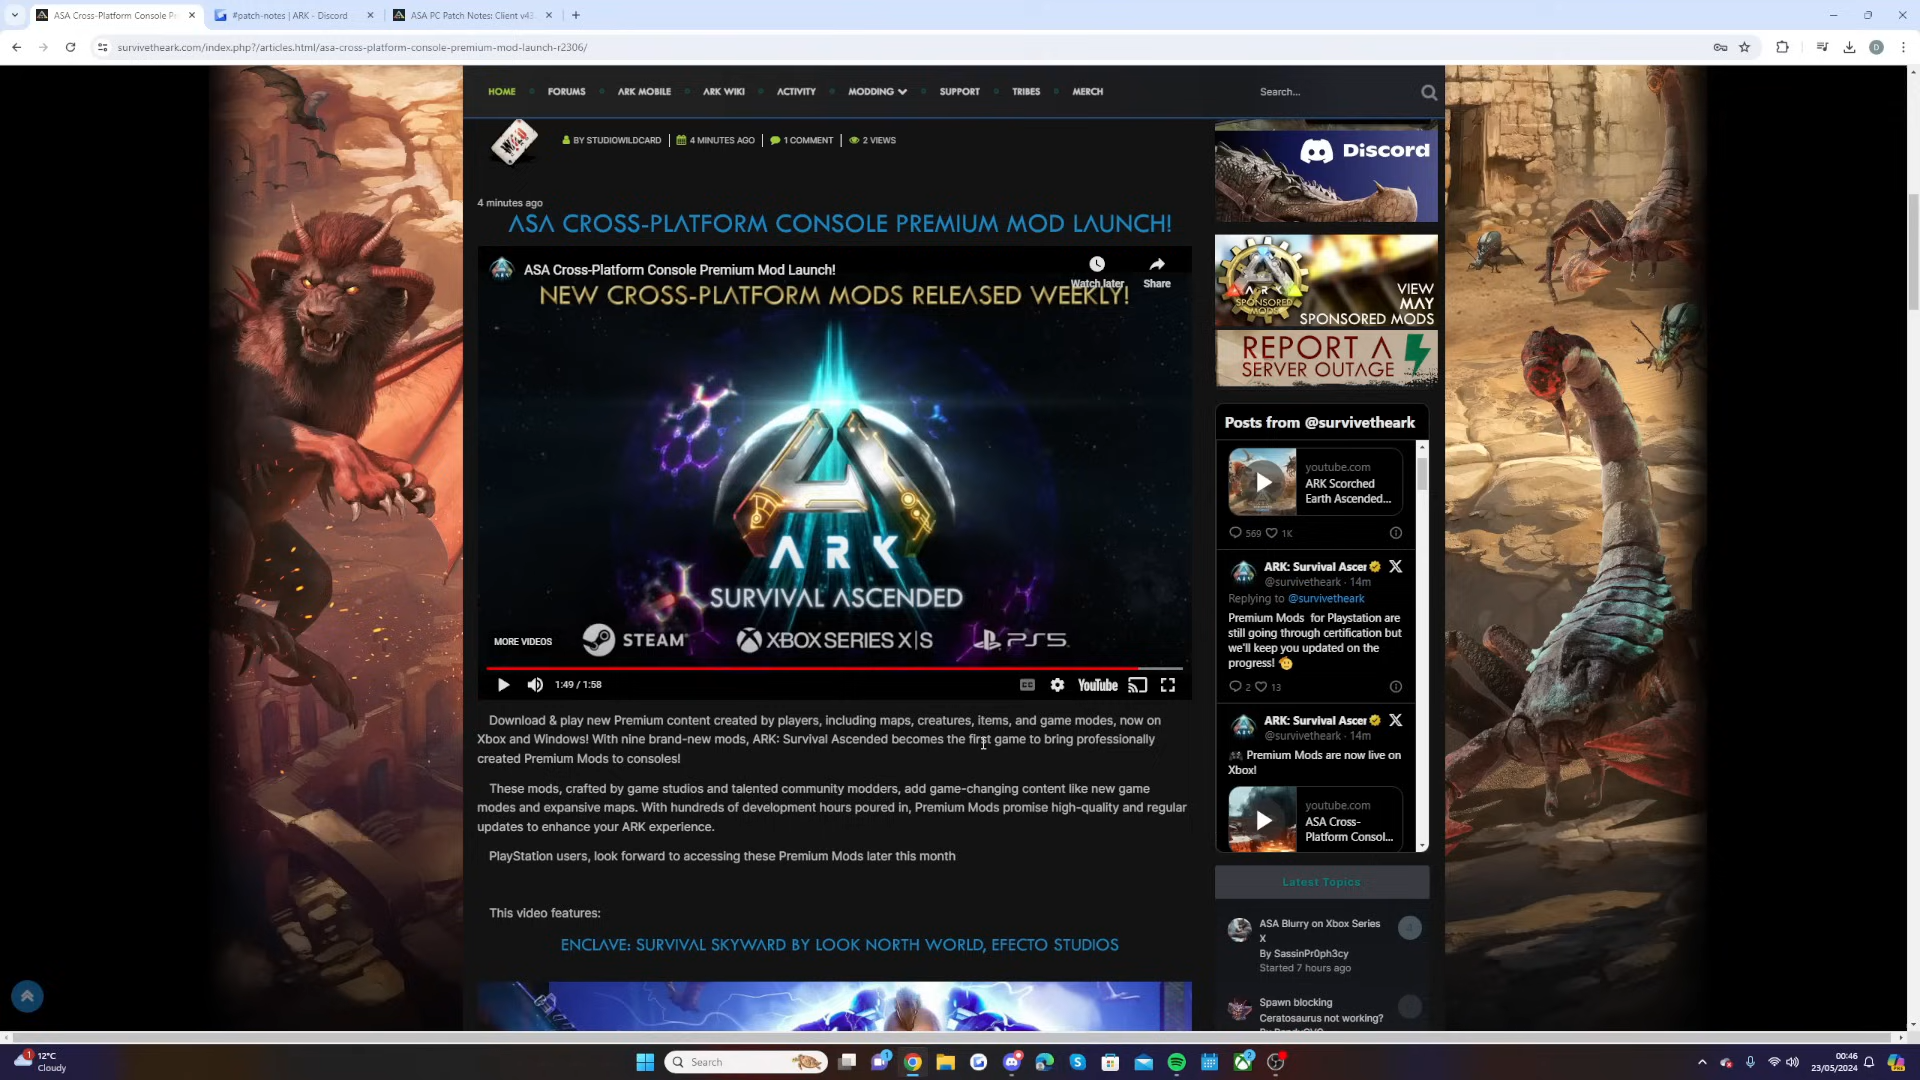 ASA Cross-Platform Console Pr
#patch-notes | ARK - Discord
ASA PC Patch Notes: Client v43
survivetheark.com/index.php?/articles.html/asa-cross-platform-console-premium-mod-launch-r2306/
D
HOME
FORUMS
ARK MOBILE
ARK WIKI
ACTIVITY
MODDING
SUPPORT
TRIBES
MERCH
Search...
BY STUDIOWILDCARD
4 MINUTES AGO
1 COMMENT
2 VIEWS
4 minutes ago
ASA CROSS-PLATFORM CONSOLE PREMIUM MOD LAUNCH!
ASA Cross-Platform Console Premium Mod Launch!
Watch later
Share
NEW CROSS-PLATFORM MODS RELEASED WEEKLY!
ARK
SURVIVAL ASCENDED
MORE VIDEOS
STEAM
XBOX SERIES X|S
PS5
1:49 / 1:58
CC
YouTube
Download & play new Premium content created by players, including maps, creatures, items, and game modes, now on
Xbox and Windows! With nine brand-new mods, ARK: Survival Ascended becomes the first game to bring professionally
created Premium Mods to consoles!
These mods, crafted by game studios and talented community modders, add game-changing content like new game
modes and expansive maps. With hundreds of development hours poured in, Premium Mods promise high-quality and regular
updates to enhance your ARK experience.
PlayStation users, look forward to accessing these Premium Mods later this month
This video features:
ENCLAVE: SURVIVAL SKYWARD BY LOOK NORTH WORLD, EFECTO STUDIOS
Discord
ARK
SPONSORED
MODS
VIEW
MAY
SPONSORED MODS
REPORT A
SERVER OUTAGE
Posts from @survivetheark
youtube.com
ARK Scorched
Earth Ascended...
569
1K
ARK: Survival Ascen
@survivetheark · 14m
Replying to @survivetheark
Premium Mods for Playstation are
still going through certification but
we'll keep you updated on the
progress!
2
13
ARK: Survival Ascen
@survivetheark · 14m
Premium Mods are now live on
Xbox!
youtube.com
ASA Cross-
Platform Consol...
Latest Topics
ASA Blurry on Xbox Series
X
By SassinPr0ph3cy
Started 7 hours ago
4
Spawn blocking
Ceratosaurus not working?
1
12°C
Cloudy
Search
1
2
00:46
23/05/2024